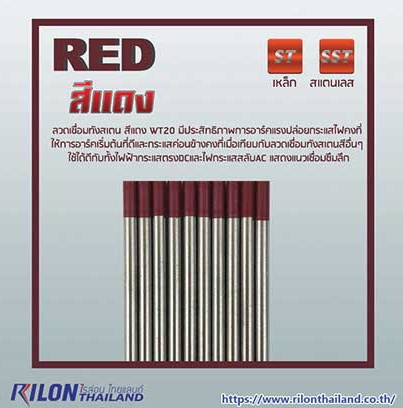 RED
สีแดง
ST
เหล็ก
SST
สแตนเลส
ลวดเชื่อมทังสเตน สีแดง WT20 มีประสิทธิภาพการอาร์คแรงปล่อยกระแสไฟคงที่
ให้การอาร์คเริ่มต้นที่ดีและกระแสค่อนข้างคงที่เมื่อเทียบกับลวดเชื่อมทังสเตนสีอื่นๆ
ใช้ได้ดีกับทั้งไฟฟ้ากระแสตรงDCและไฟกระแสสลับAC แสดงแนวเชื่อมซึมลึก
RILON ไรล่อน ไทยแลนด์
THAILAND
https://www.rilonthailand.co.th/